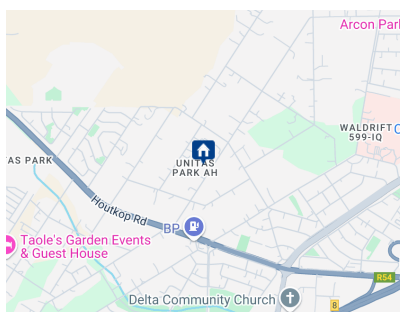 Arcon Park
WALDRIFT
599-IQ
C
UNITAS
PARK AH
AS PARK
Houtkop Rd
BP
Taole's Garden Events
& Guest House
R54
Delta Community Church
8